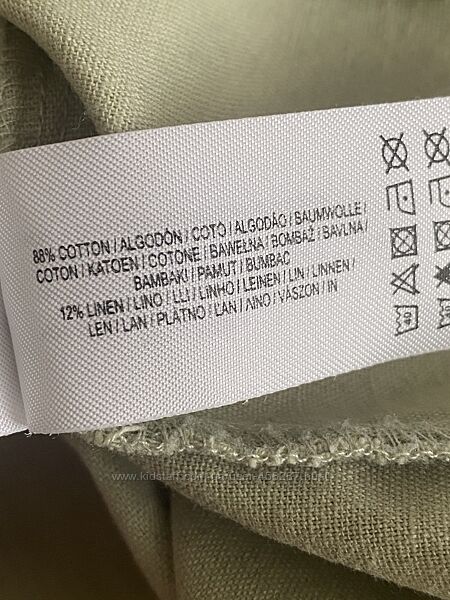 88% COTTON / ALGODÓN / COTÓ / ALGODÃO / BAUMWOLLE /
COTON / KATOEN / COTONE / BAWEŁNA / BOMBAŽ / BAVLNA /
BAMBAKI / PAMUT / BUMBAC
12% LINEN / LINO / LLI / LINHO / LEINEN / LIN / LINNEN /
LEN / LAN / PLÁTNO / LAN / ΛΙΝΟ / VÁSZON / IN